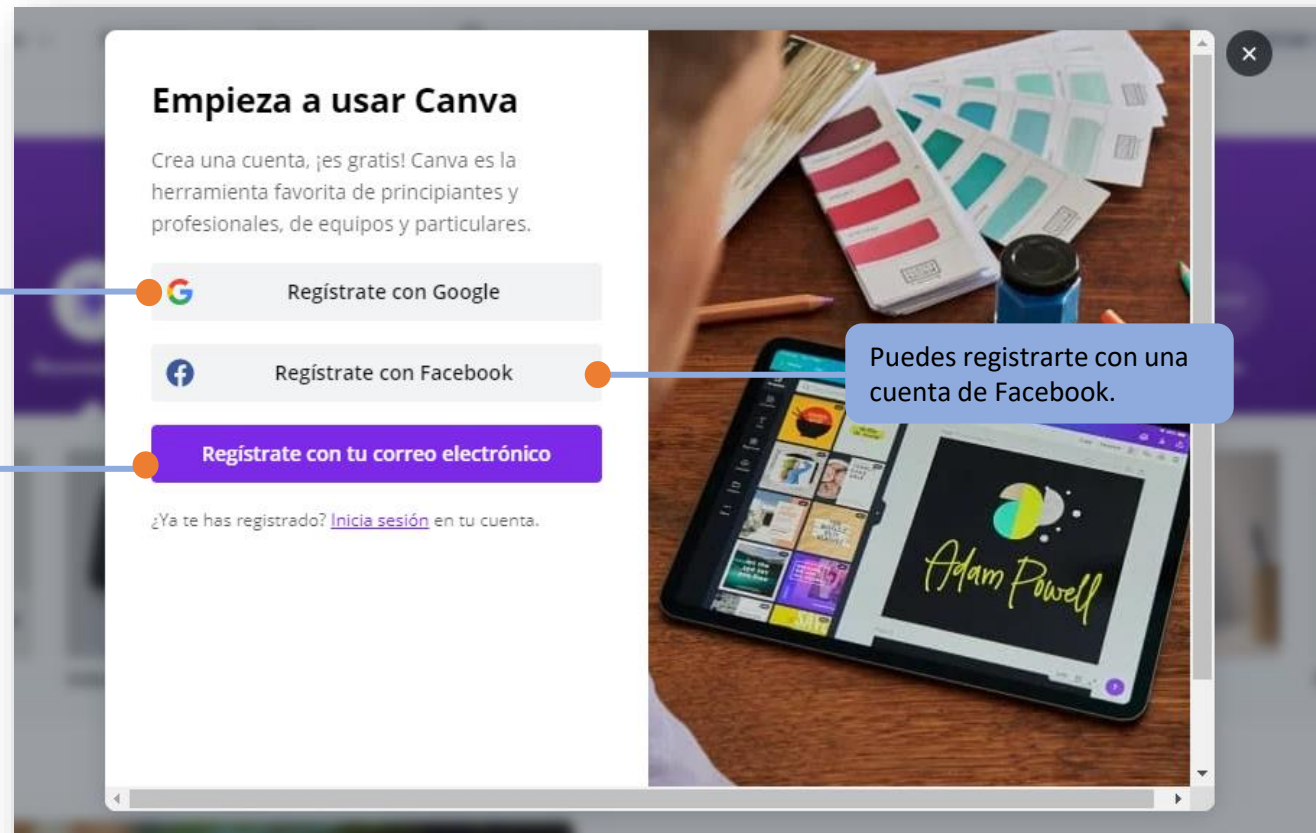 Empieza a usar Canva
Crea una cuenta, ¡es gratis! Canva es la
herramienta favorita de principiantes y
profesionales, de equipos y particulares.
Regístrate con Google
Regístrate con Facebook
Puedes registrarte con una
cuenta de Facebook.
Regístrate con tu correo electrónico
¿Ya te has registrado? Inicia sesión en tu cuenta.
Adam Powell